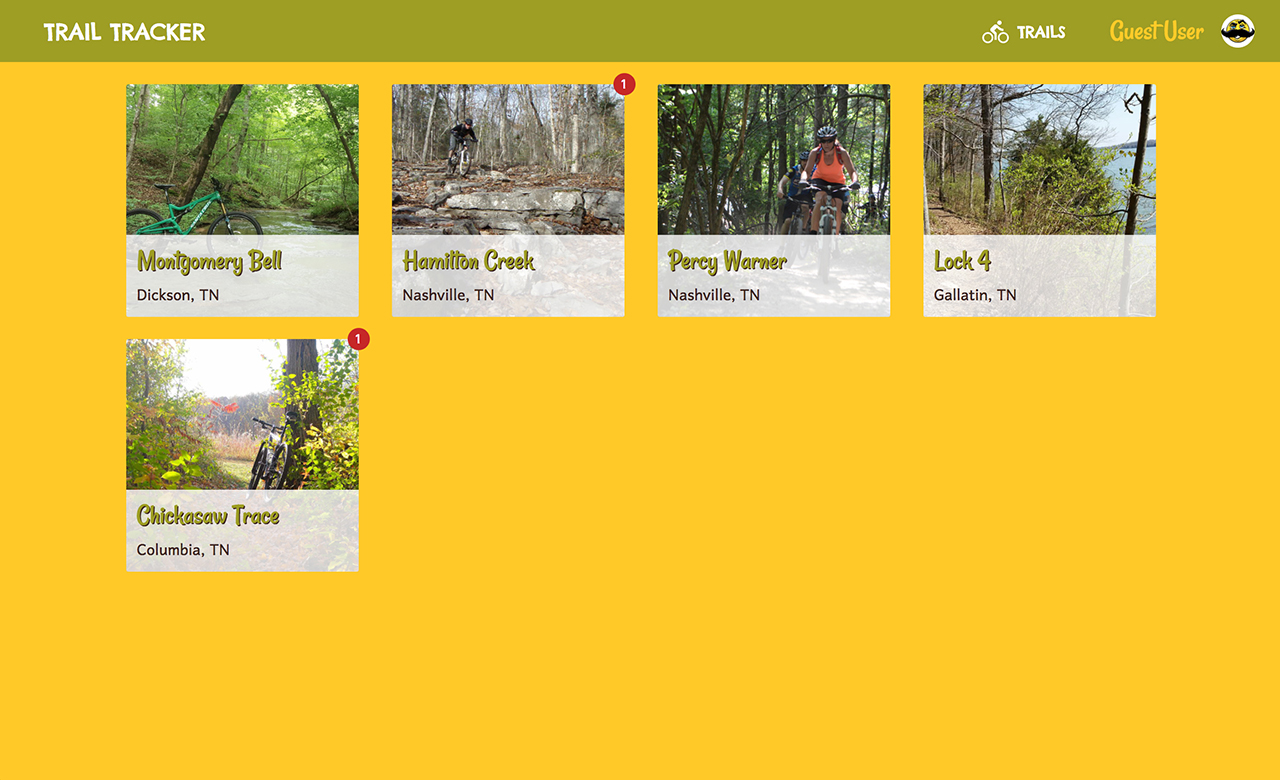 TRAIL TRACKER
TRAILS
Guest User
Montgomery Bell
Dickson, TN
1
Hamilton Creek
Nashville, TN
Percy Warner
Nashville, TN
Lock 4
Gallatin, TN
1
Chickasaw Trace
Columbia, TN